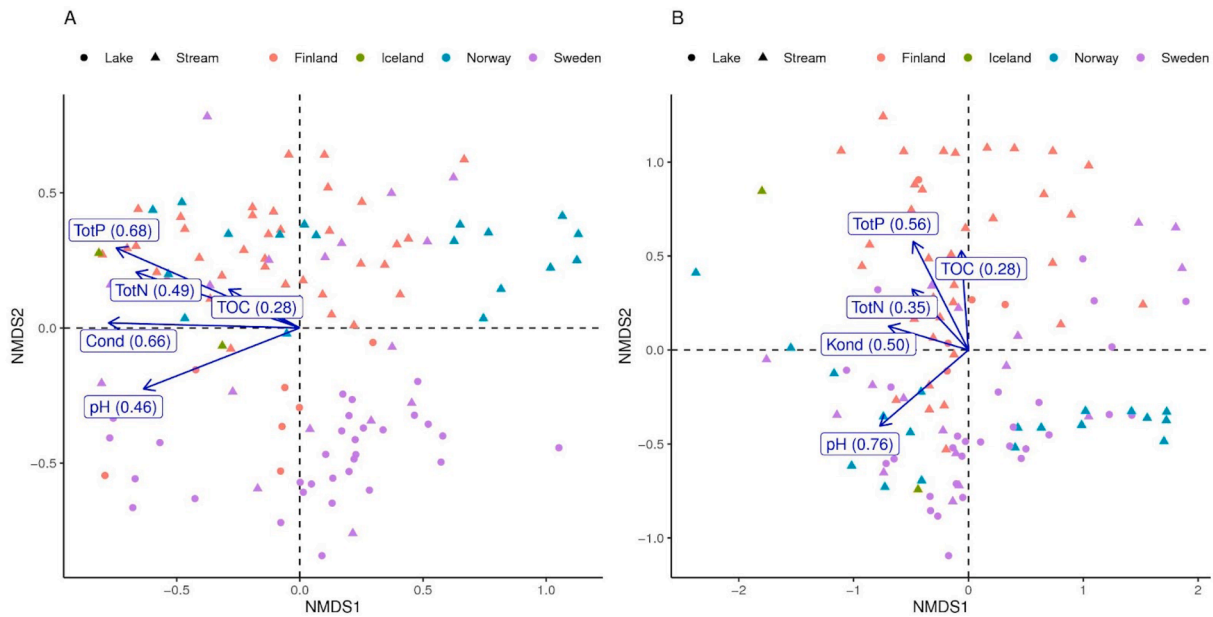 A
Lake Stream Finland Iceland Norway Sweden
0.5
0.0
−0.5
NMDS2
TotP (0.68)
TotN (0.49)
TOC (0.28)
Cond (0.66)
pH (0.46)
−0.5 0.0 0.5 1.0
NMDS1
B
Lake Stream Finland Iceland Norway Sweden
1.0
0.5
0.0
−0.5
−1.0
NMDS2
TotP (0.56)
TOC (0.28)
TotN (0.35)
Kond (0.50)
pH (0.76)
−2 −1 0 1 2
NMDS1